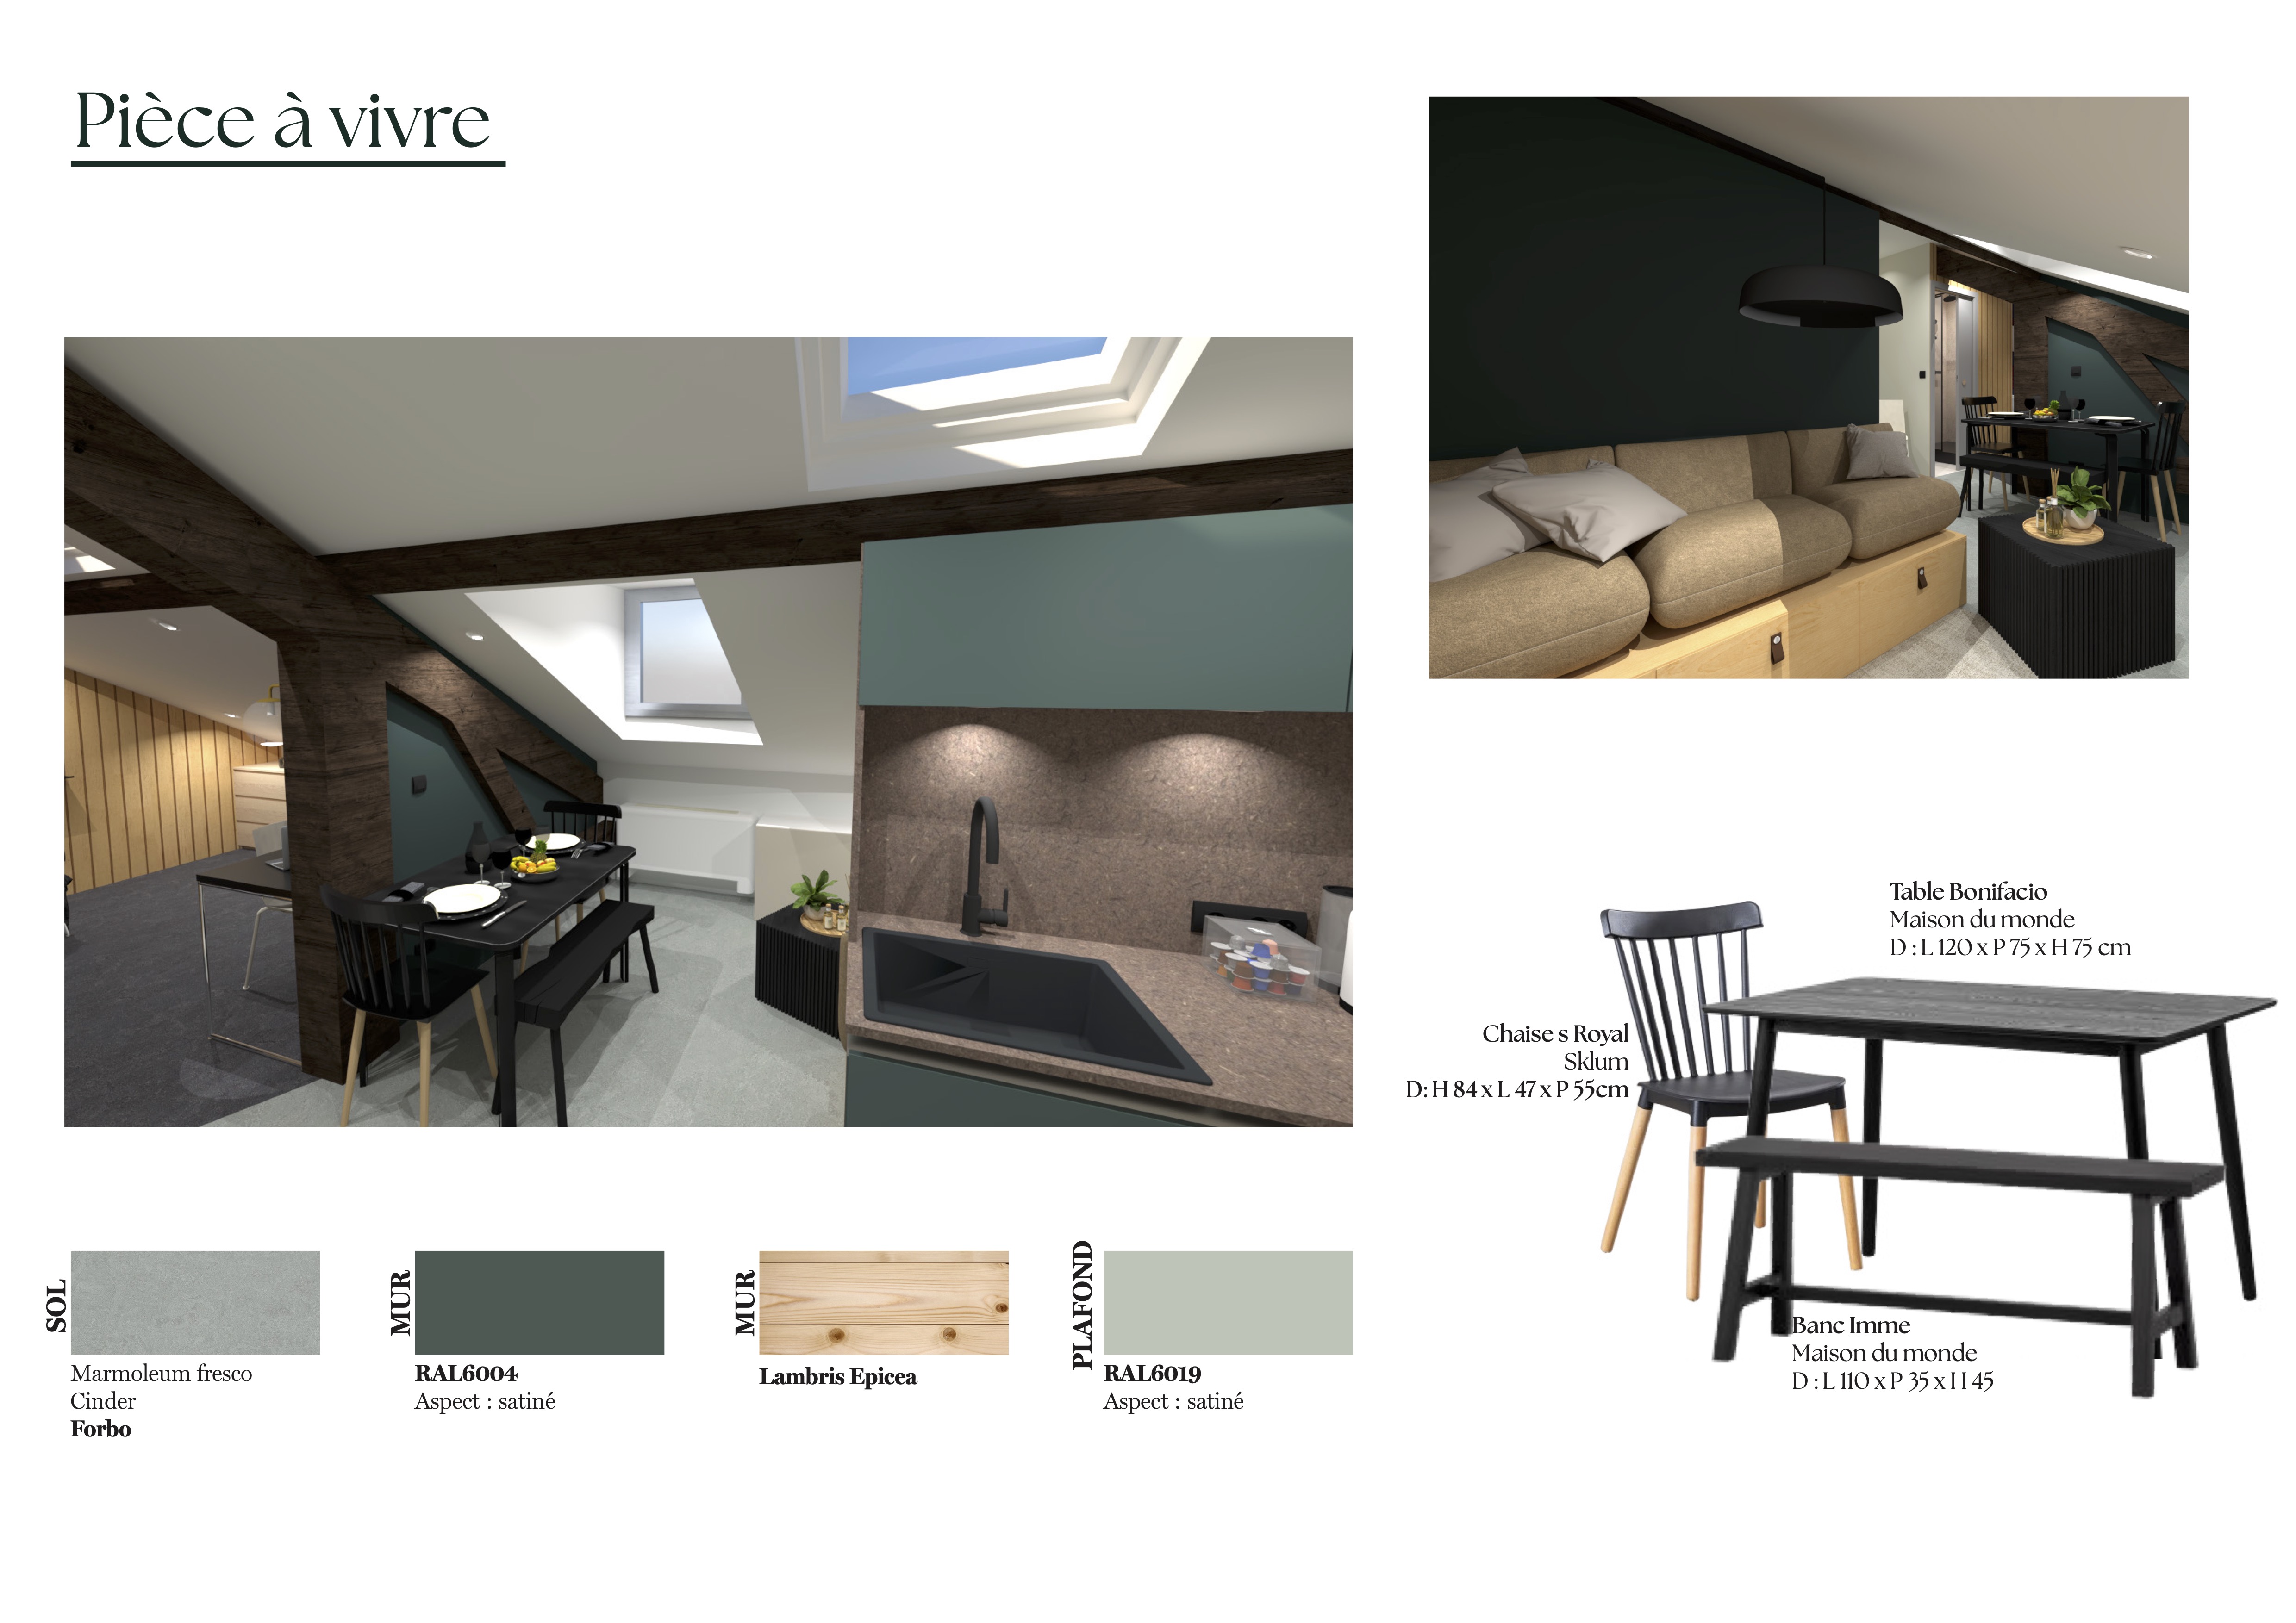 Pièce à vivre
Table Bonifacio
Maison du monde
D : L 120 x P 75 x H 75 cm
Chaise s Royal
Sklum
D: H 84 x L 47 x P 55cm
Banc Imme
Maison du monde
D : L 110 x P 35 x H 45
SOL
Marmoleum fresco
Cinder
Forbo
MUR
RAL6004
Aspect : satiné
MUR
Lambris Epicea
PLAFOND
RAL6019
Aspect : satiné